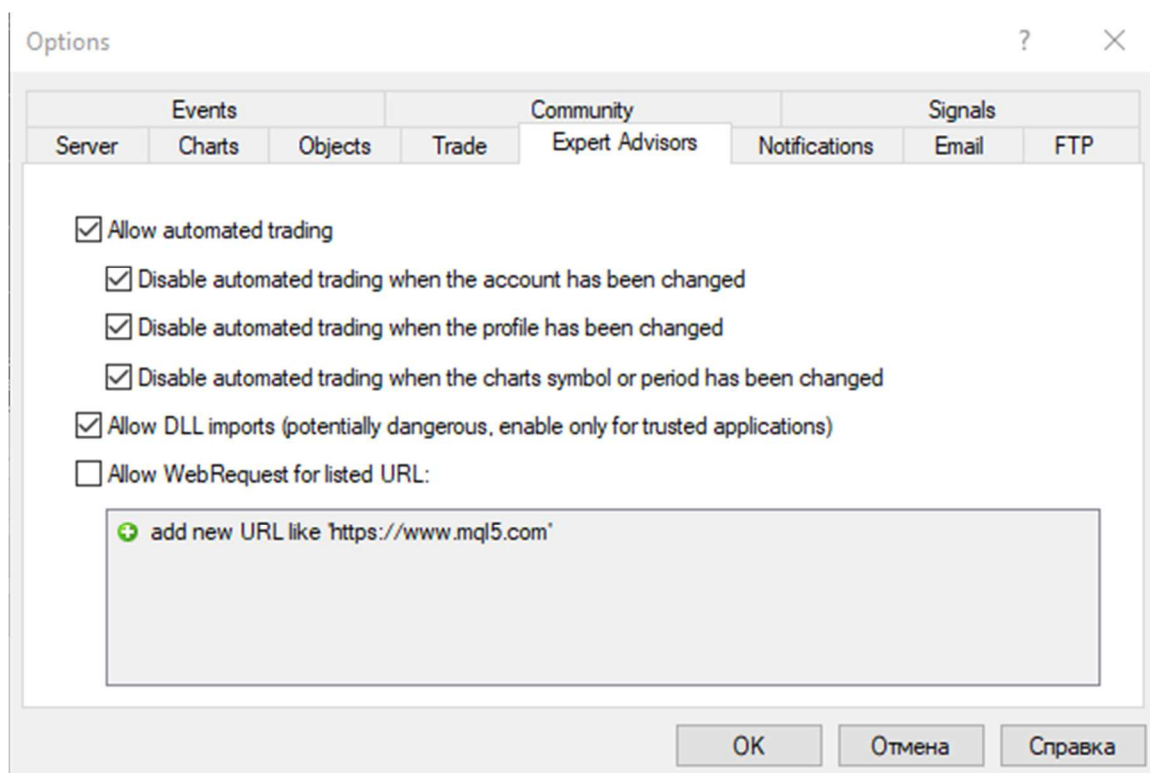 Options
Events Community Signals
Server Charts Objects Trade Expert Advisors Notifications Email FTP
Allow automated trading
Disable automated trading when the account has been changed
Disable automated trading when the profile has been changed
Disable automated trading when the charts symbol or period has been changed
Allow DLL imports (potentially dangerous, enable only for trusted applications)
Allow WebRequest for listed URL:
add new URL like 'https://www.mql5.com'
OK Отмена Справка